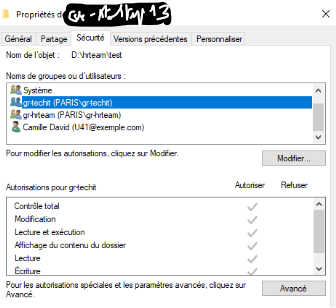 Propriétés de
Général Partage Sécurité Versions précédentes Personnaliser
Nom de l'objet : D:\hrteam\test
Noms de groupes ou d'utilisateurs :
Système
gr-techit (PARIS\gr-techit)
gr-hrteam (PARIS\gr-hrteam)
Camille David (U41@exemple.com)
Pour modifier les autorisations, cliquez sur Modifier.
Modifier...
Autorisations pour gr-techit Autoriser Refuser
Contrôle total
Modification
Lecture et exécution
Affichage du contenu du dossier
Lecture
Écriture
Pour les autorisations spéciales et les paramètres avancés, cliquez sur
Avancé.
Avancé